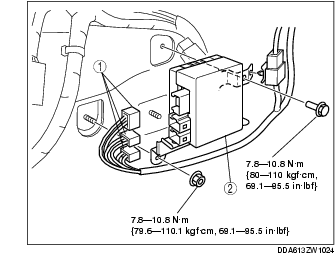 ①
②
7.8—10.8 N·m
{80—110 kgf·cm,
69.1—95.5 in·lbf}
7.8—10.8 N·m
{79.6—110.1 kgf·cm, 69.1—95.5 in·lbf}
DDA613ZW1024